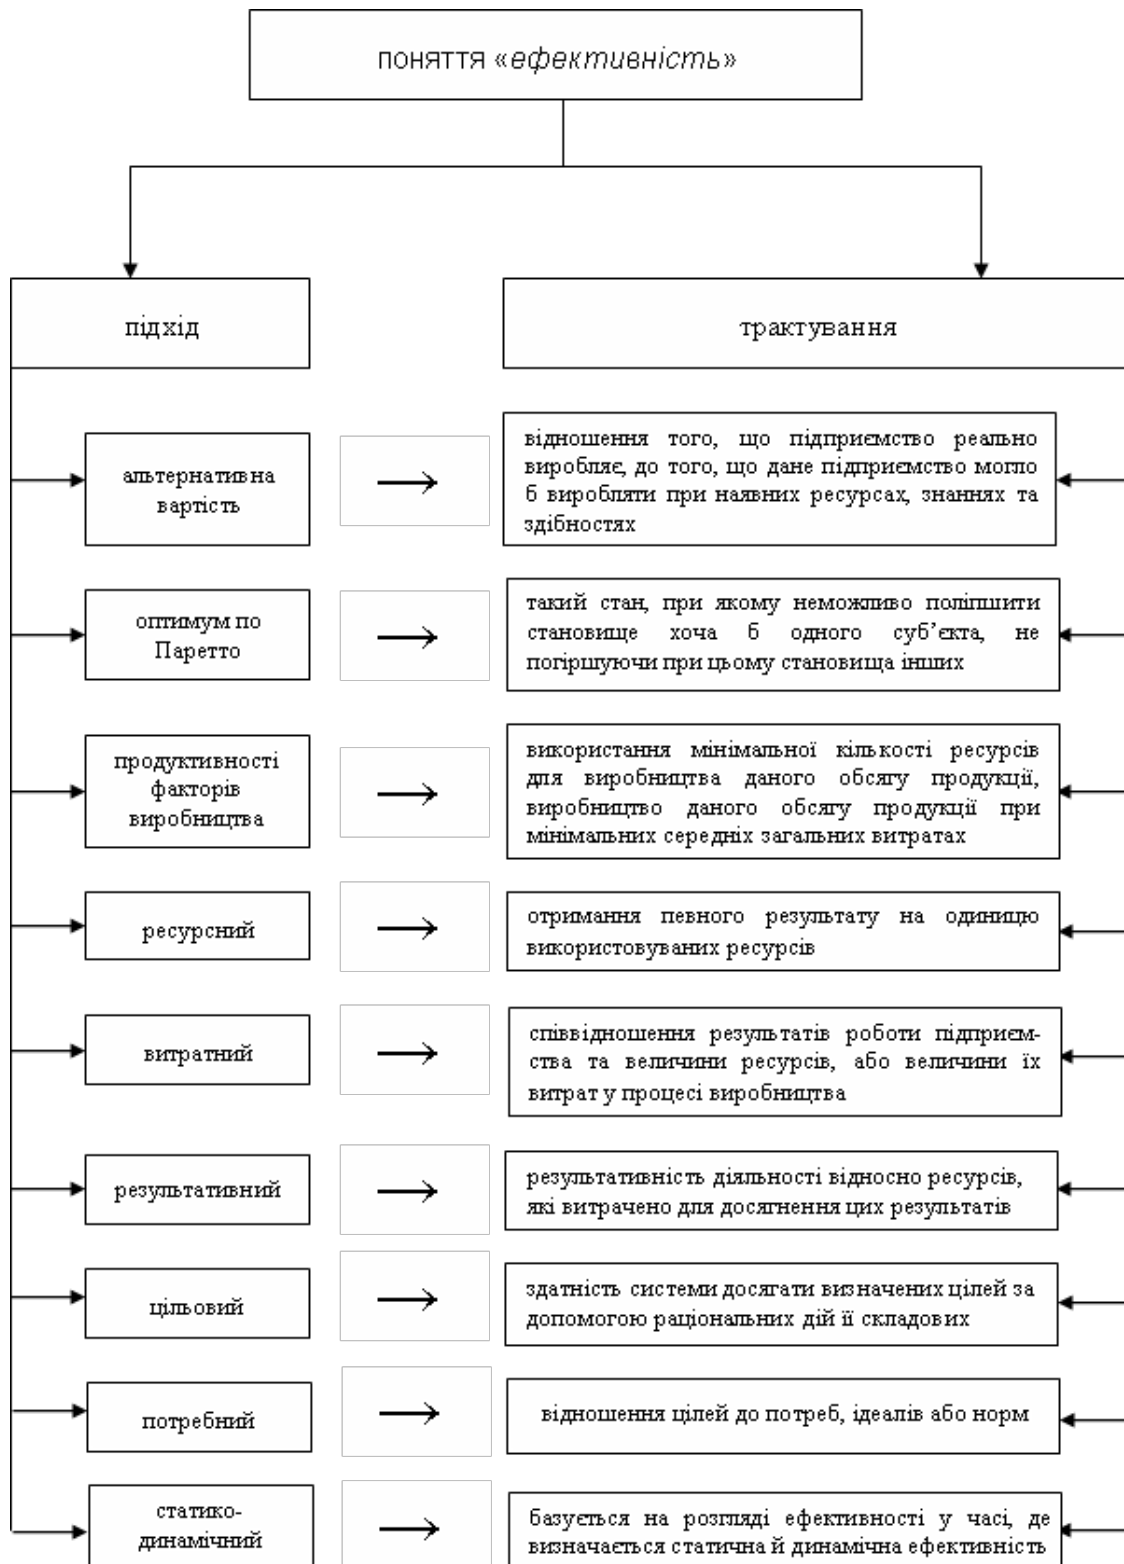 поняття «ефективність»
підхід
трактування
альтернативна
вартість
відношення того, що підприємство реально
виробляє, до того, що дане підприємство могло
б виробляти при наявних ресурсах, знаннях та
здібностях
оптимум по
Паретто
такий стан, при якому неможливо поліпшити
становище хоча б одного суб’єкта, не
погіршуючи при цьому становища інших
продуктивності
факторів
виробництва
використання мінімальної кількості ресурсів
для виробництва даного обсягу продукції,
виробництво даного обсягу продукції при
мінімальних середніх загальних витратах
ресурсний
отримання певного результату на одиницю
використовуваних ресурсів
витратний
співвідношення результатів роботи підприєм-
ства та величини ресурсів, або величини їх
витрат у процесі виробництва
результативний
результативність діяльності відносно ресурсів,
які витрачено для досягнення цих результатів
цільовий
здатність системи досягати визначених цілей за
допомогою раціональних дій її складових
потребний
відношення цілей до потреб, ідеалів або норм
статико-
динамічний
базується на розгляді ефективності у часі, де
визначається статична й динамічна ефективність